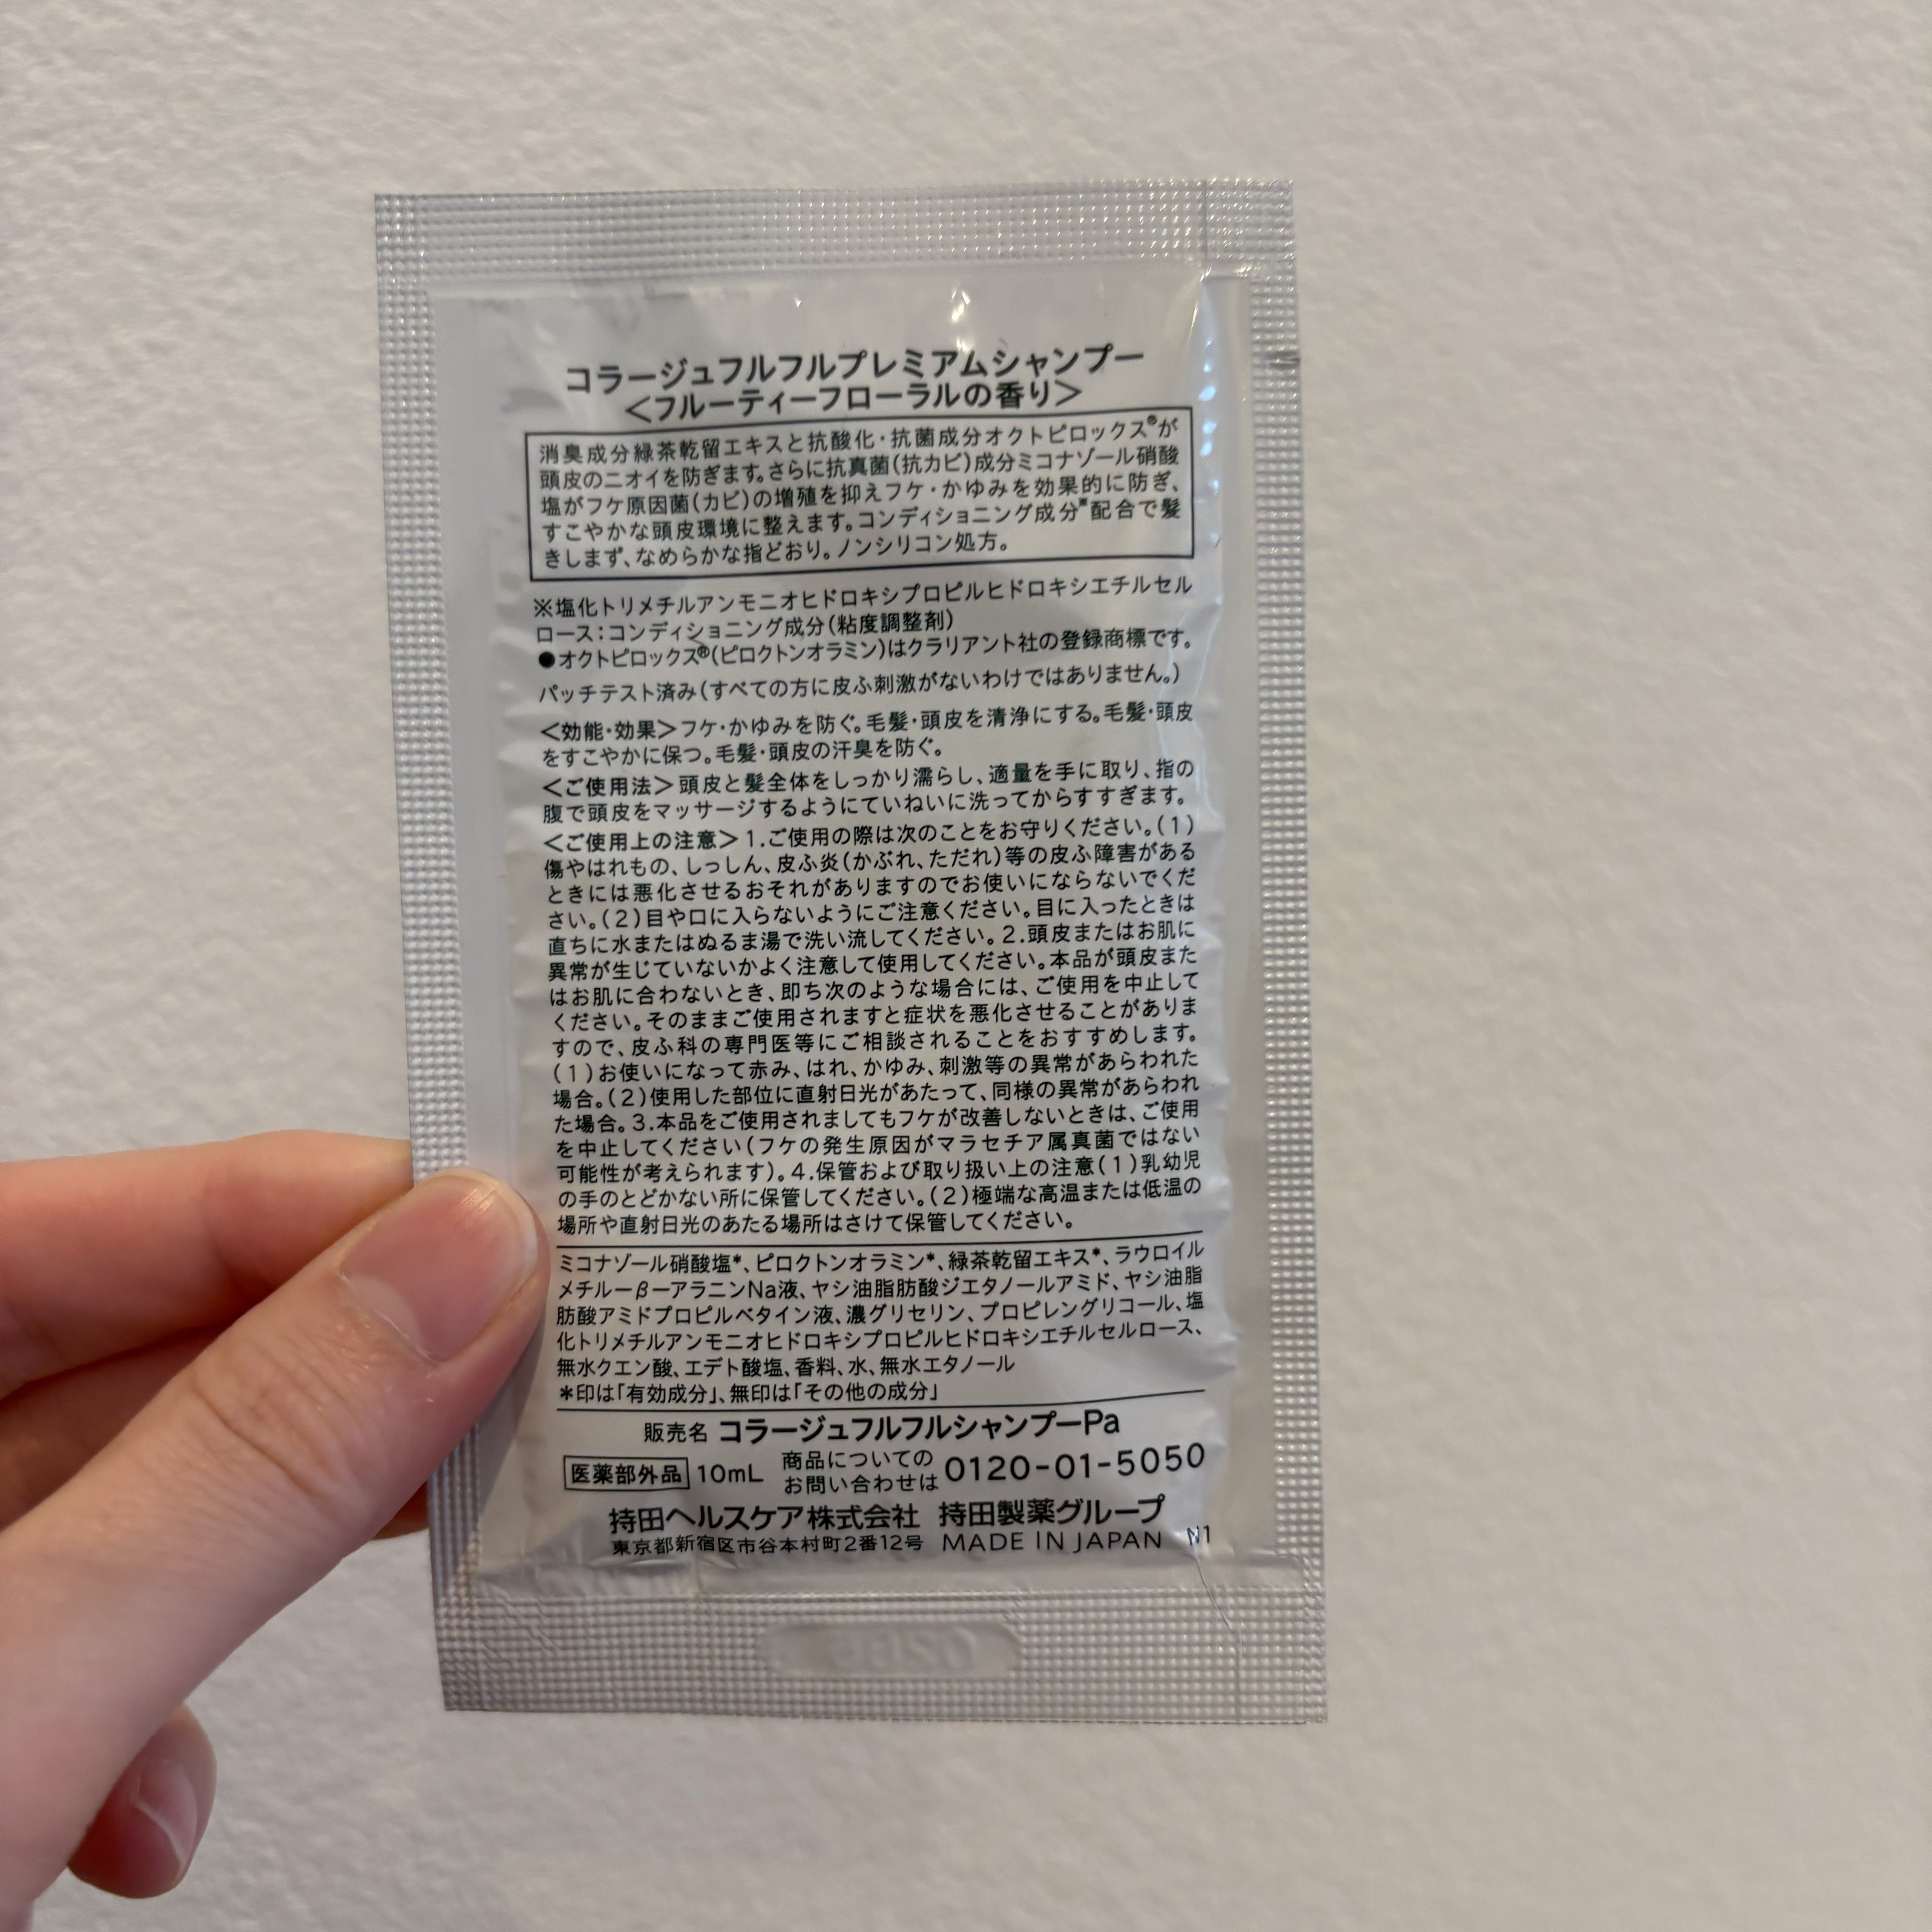 コラージュフルフルプレミアムシャンプー
＜フルーティーフローラルの香り＞
消臭成分緑茶乾留エキスと抗酸化・抗菌成分オクトピロックス®が
頭皮のニオイを防ぎます。さらに抗真菌(抗カビ)成分ミコナゾール硝酸
塩がフケ原因菌(カビ)の増殖を抑えフケ・かゆみを効果的に防ぎ、
すこやかな頭皮環境に整えます。コンディショニング成分※配合で髪
きしまず、なめらかな指どおり。ノンシリコン処方。
※塩化トリメチルアンモニオヒドロキシプロピルヒドロキシエチルセル
ロース:コンディショニング成分(粘度調整剤)
●オクトピロックス®(ピロクトンオラミン)はクラリアント社の登録商標です。
パッチテスト済み(すべての方に皮ふ刺激がないわけではありません。)
＜効能・効果＞フケ・かゆみを防ぐ。毛髪・頭皮を清浄にする。毛髪・頭皮
をすこやかに保つ。毛髪・頭皮の汗臭を防ぐ。
＜ご使用法＞頭皮と髪全体をしっかり濡らし、適量を手に取り、指の
腹で頭皮をマッサージするようにていねいに洗ってからすすぎます。
＜ご使用上の注意＞1.ご使用の際は次のことをお守りください。(1)
傷やはれもの、しっしん、皮ふ炎(かぶれ、ただれ)等の皮ふ障害がある
ときには悪化させるおそれがありますのでお使いにならないでくだ
さい。(2)目や口に入らないようにご注意ください。目に入ったときは
直ちに水またはぬるま湯で洗い流してください。2.頭皮またはお肌に
異常が生じていないかよく注意して使用してください。本品が頭皮また
はお肌に合わないとき、即ち次のような場合には、ご使用を中止して
ください。そのままご使用されますと症状を悪化させることがありま
すので、皮ふ科の専門医等にご相談されることをおすすめします。
(1)お使いになって赤み、はれ、かゆみ、刺激等の異常があらわれた
場合。(2)使用した部位に直射日光があたって、同様の異常があらわれ
た場合。3.本品をご使用されましてもフケが改善しないときは、ご使用
を中止してください(フケの発生原因がマラセチア属真菌ではない
可能性が考えられます)。4.保管および取り扱い上の注意(1)乳幼児
の手のとどかない所に保管してください。(2)極端な高温または低温の
場所や直射日光のあたる場所はさけて保管してください。
ミコナゾール硝酸塩*、ピロクトンオラミン*、緑茶乾留エキス*、ラウロイル
メチルーβーアラニンNa液、ヤシ油脂肪酸ジエタノールアミド、ヤシ油脂
肪酸アミドプロピルベタイン液、濃グリセリン、プロピレングリコール、塩
化トリメチルアンモニオヒドロキシプロピルヒドロキシエチルセルロース、
無水クエン酸、エデト酸塩、香料、水、無水エタノール
*印は「有効成分」、無印は「その他の成分」
販売名 コラージュフルフルシャンプーPa
医薬部外品 10mL 商品についてのお問い合わせは 0120-01-5050
持田ヘルスケア株式会社 持田製薬グループ
東京都新宿区市谷本村町2番12号 MADE IN JAPAN N1